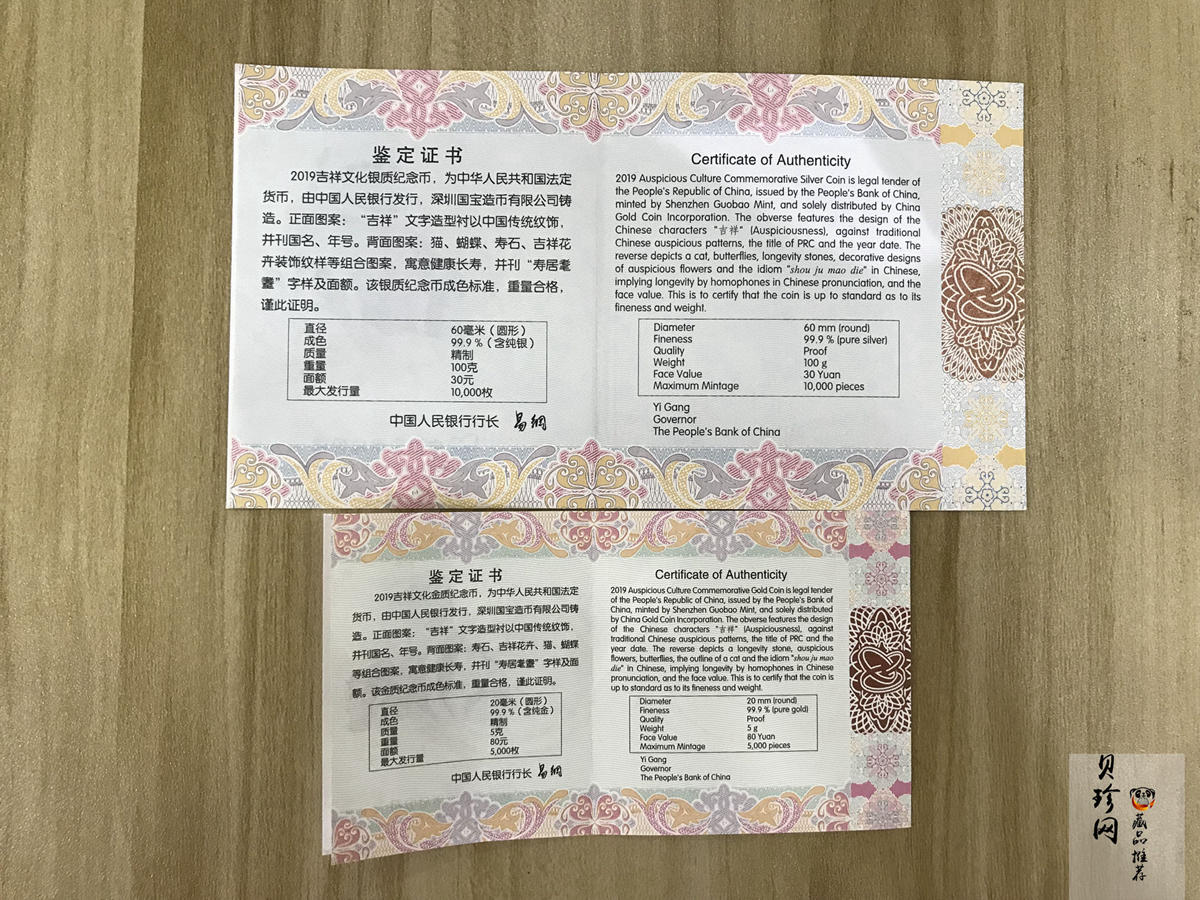 鉴定证书
2019吉祥文化银质纪念币，为中华人民共和国法定
货币，由中国人民银行发行，深圳国宝造币有限公司铸
造。正面图案：“吉祥”文字造型衬以中国传统纹饰，
并刊国名、年号。背面图案：猫、蝴蝶、寿石、吉祥花
卉装饰纹样等组合图案，寓意健康长寿，并刊“寿居耄
耋”字样及面额。该银质纪念币成色标准，重量合格，
谨此证明。
直径 60毫米（圆形）
成色 99.9 %（含纯银）
质量 精制
重量 100克
面额 30元
最大发行量 10,000枚
中国人民银行行长 易纲
Certificate of Authenticity
2019 Auspicious Culture Commemorative Silver Coin is legal tender of
the People's Republic of China, issued by the People's Bank of China,
minted by Shenzhen Guobao Mint, and solely distributed by China
Gold Coin Incorporation. The obverse features the design of the
Chinese characters "吉祥" (Auspiciousness), against traditional
Chinese auspicious patterns, the title of PRC and the year date. The
reverse depicts a cat, butterflies, longevity stones, decorative designs
of auspicious flowers and the idiom "shou ju mao die" in Chinese,
implying longevity by homophones in Chinese pronunciation, and the
face value. This is to certify that the coin is up to standard as to its
fineness and weight.
Diameter 60 mm (round)
Fineness 99.9 % (pure silver)
Quality Proof
Weight 100 g
Face Value 30 Yuan
Maximum Mintage 10,000 pieces
Yi Gang
Governor
The People's Bank of China
鉴定证书
2019吉祥文化金质纪念币，为中华人民共和国法定
货币，由中国人民银行发行，深圳国宝造币有限公司铸
造。正面图案：“吉祥”文字造型衬以中国传统纹饰，
并刊国名、年号。背面图案：寿石、吉祥花卉、猫、蝴蝶
等组合图案，寓意健康长寿，并刊“寿居耄耋”字样及面
额。该金质纪念币成色标准，重量合格，谨此证明。
直径 20毫米（圆形）
成色 99.9 %（含纯金）
质量 精制
重量 5克
面额 80元
最大发行量 5,000枚
中国人民银行行长 易纲
Certificate of Authenticity
2019 Auspicious Culture Commemorative Gold Coin is legal tender
of the People's Republic of China, issued by the People's Bank of
China, minted by Shenzhen Guobao Mint, and solely distributed
by China Gold Coin Incorporation. The obverse features the design
of the Chinese characters "吉祥" (Auspiciousness), against
traditional Chinese auspicious patterns, the title of PRC and the
year date. The reverse depicts a longevity stone, auspicious
flowers, butterflies, the outline of a cat and the idiom "shou ju mao
die" in Chinese, implying longevity by homophones in Chinese
pronunciation, and the face value. This is to certify that the coin is
up to standard as to its fineness and weight.
Diameter 20 mm (round)
Fineness 99.9 % (pure gold)
Quality Proof
Weight 5 g
Face Value 80 Yuan
Maximum Mintage 5,000 pieces
Yi Gang
Governor
The People's Bank of China
贝珍网
藏品推荐